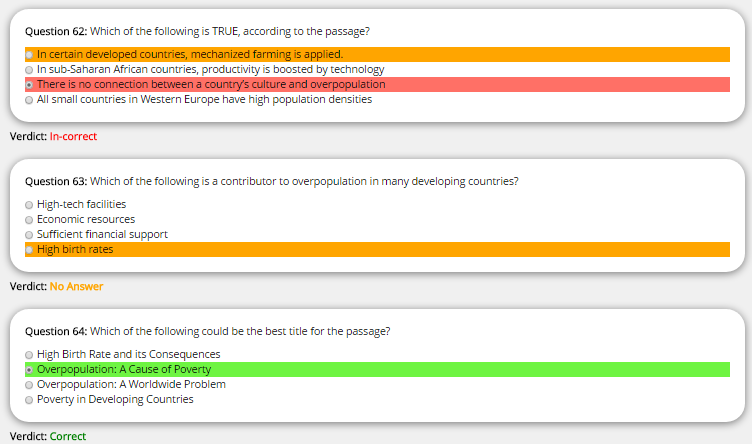 Question 62: Which of the following is TRUE, according to the passage?
In certain developed countries, mechanized farming is applied.
In sub-Saharan African countries, productivity is boosted by technology
There is no connection between a country's culture and overpopulation
All small countries in Western Europe have high population densities
Verdict: In-correct
Question 63: Which of the following is a contributor to overpopulation in many developing countries?
High-tech facilities
Economic resources
Sufficient financial support
High birth rates
Verdict: No Answer
Question 64: Which of the following could be the best title for the passage?
High Birth Rate and its Consequences
Overpopulation: A Cause of Poverty
Overpopulation: A Worldwide Problem
Poverty in Developing Countries
Verdict: Correct